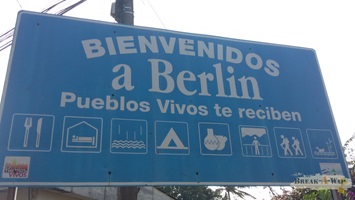 BIENVENIDOS
a Berlin
Pueblos Vivos te reciben